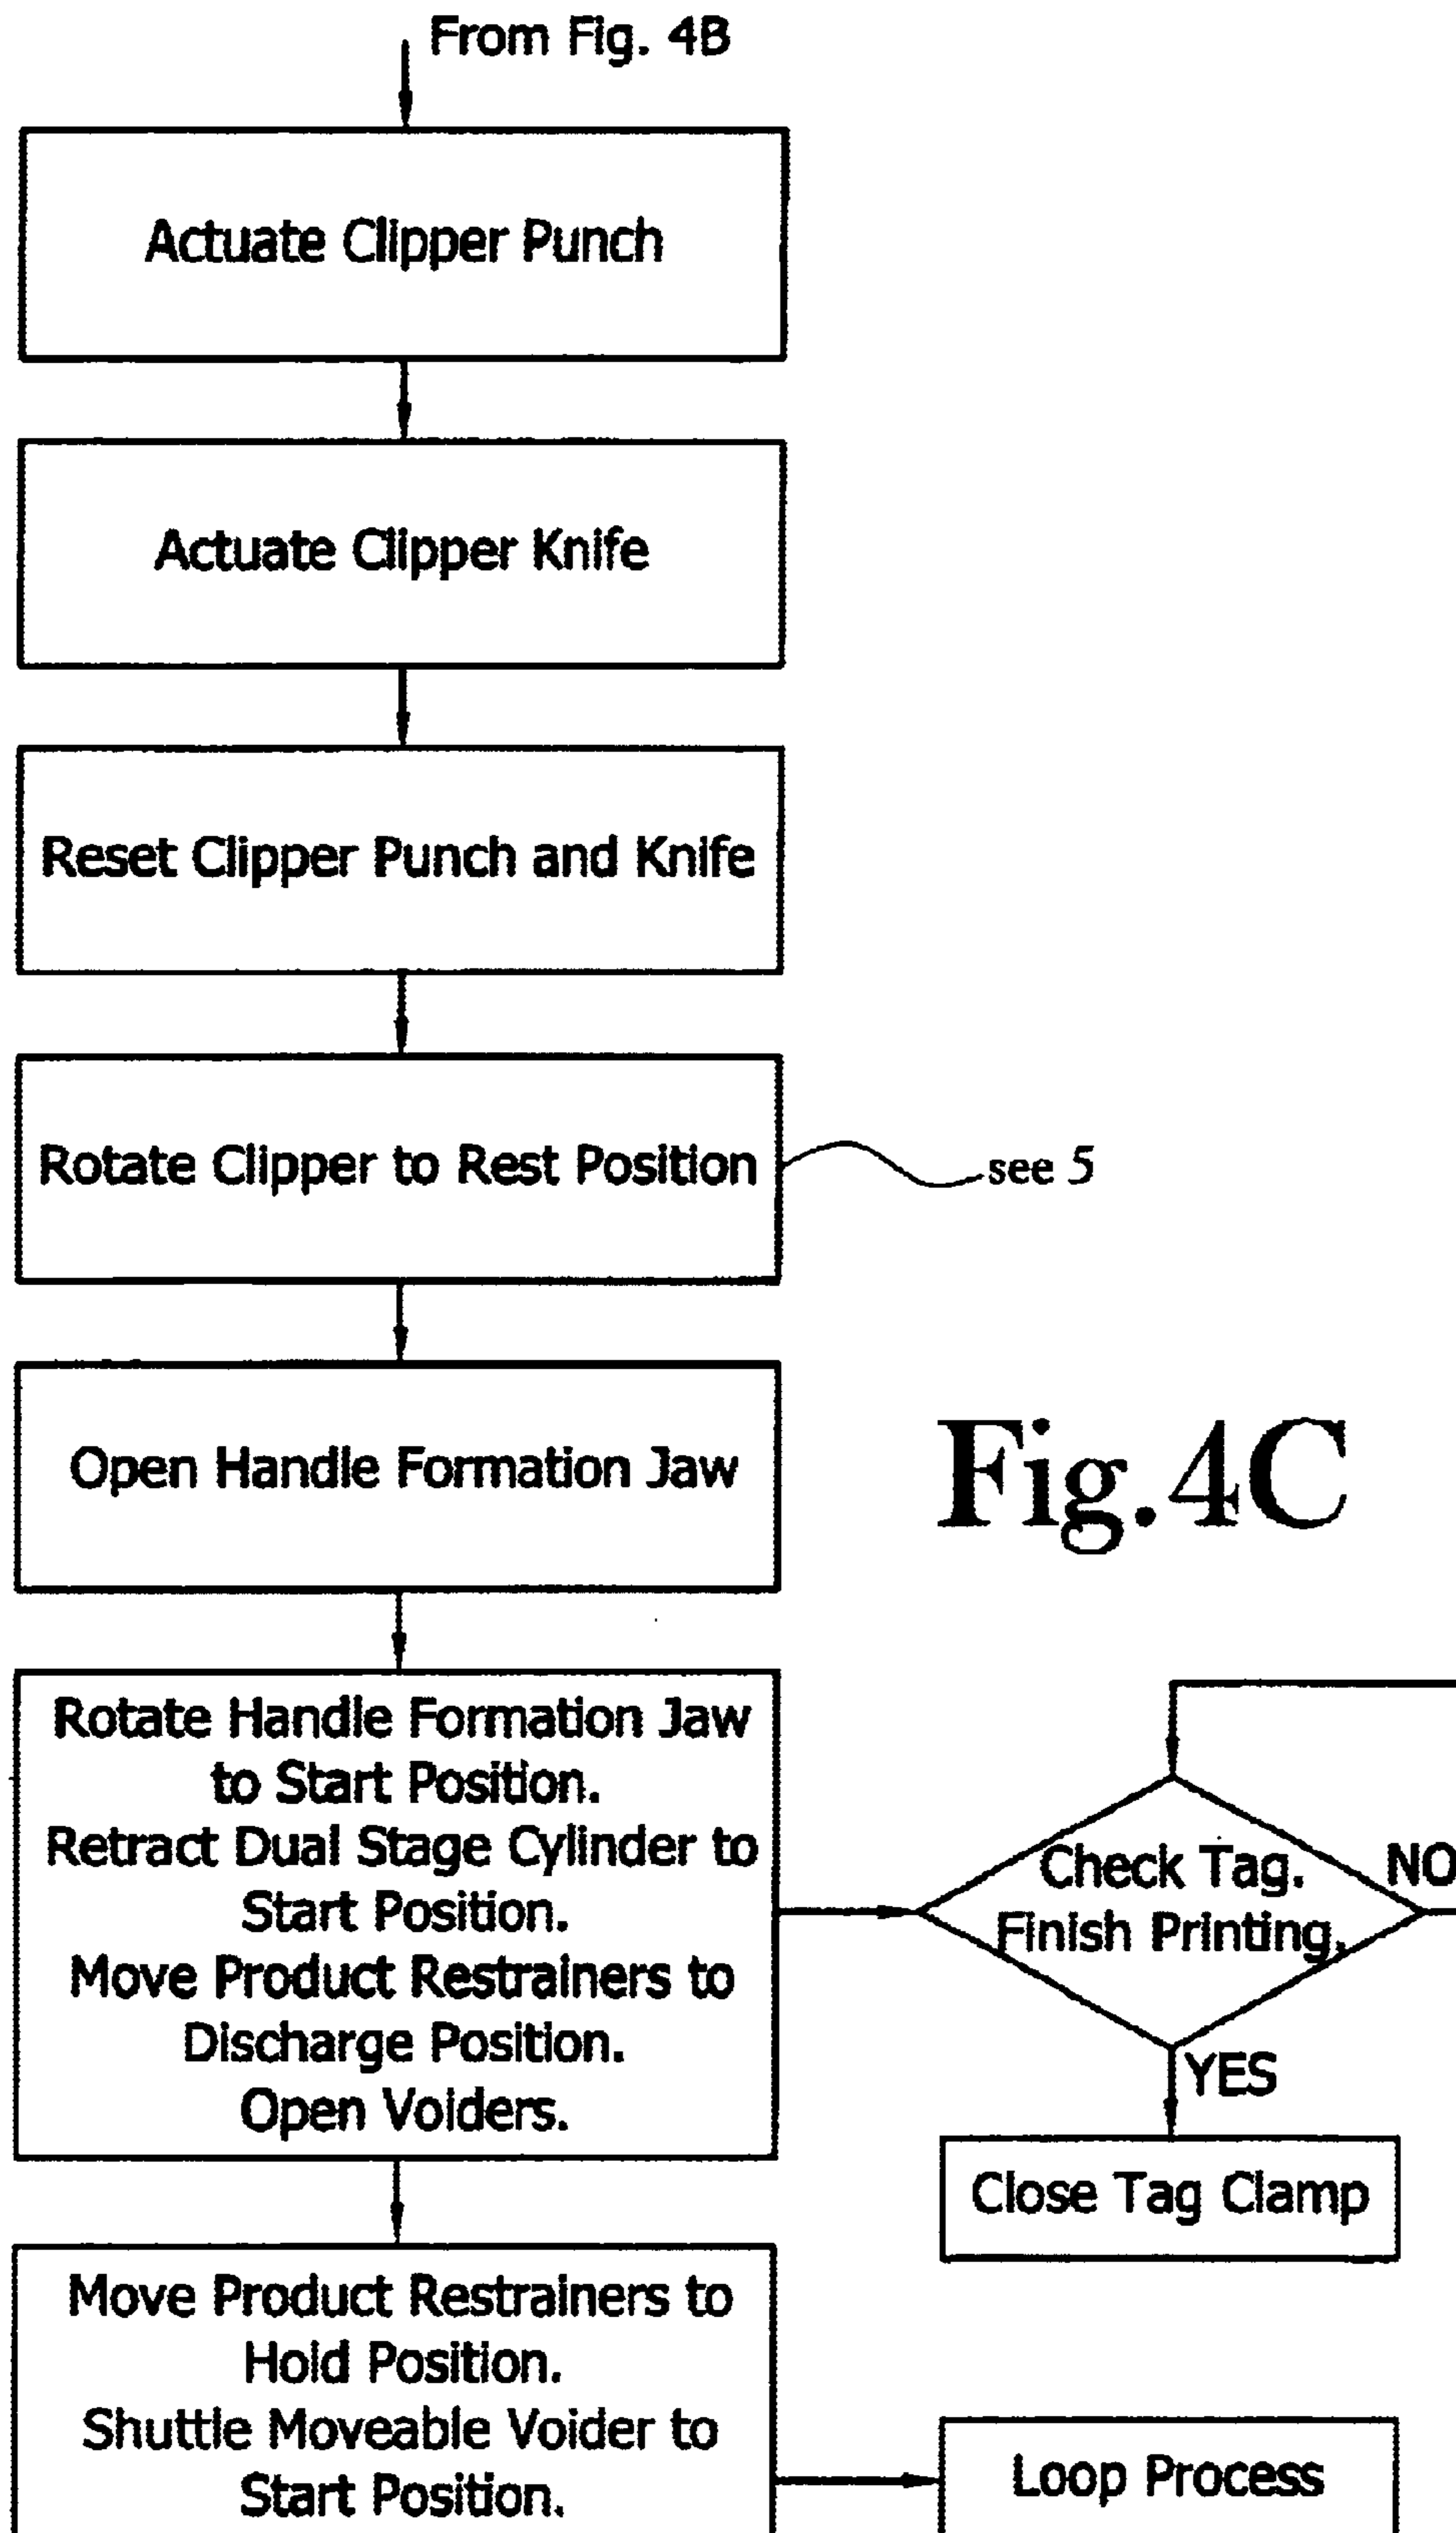 From Fig. 4B
Actuate Clipper Punch
Actuate Clipper Knife
Reset Clipper Punch and Knife
Rotate Clipper to Rest Position
see 5
Open Handle Formation Jaw
Fig.4C
Rotate Handle Formation Jaw
to Start Position.
Retract Dual Stage Cylinder to
Start Position.
Move Product Restrainers to
Discharge Position.
Open Voiders.
Check Tag.
Finish Printing.
NO
YES
Close Tag Clamp
Move Product Restrainers to
Hold Position.
Shuttle Moveable Voider to
Start Position.
Loop Process